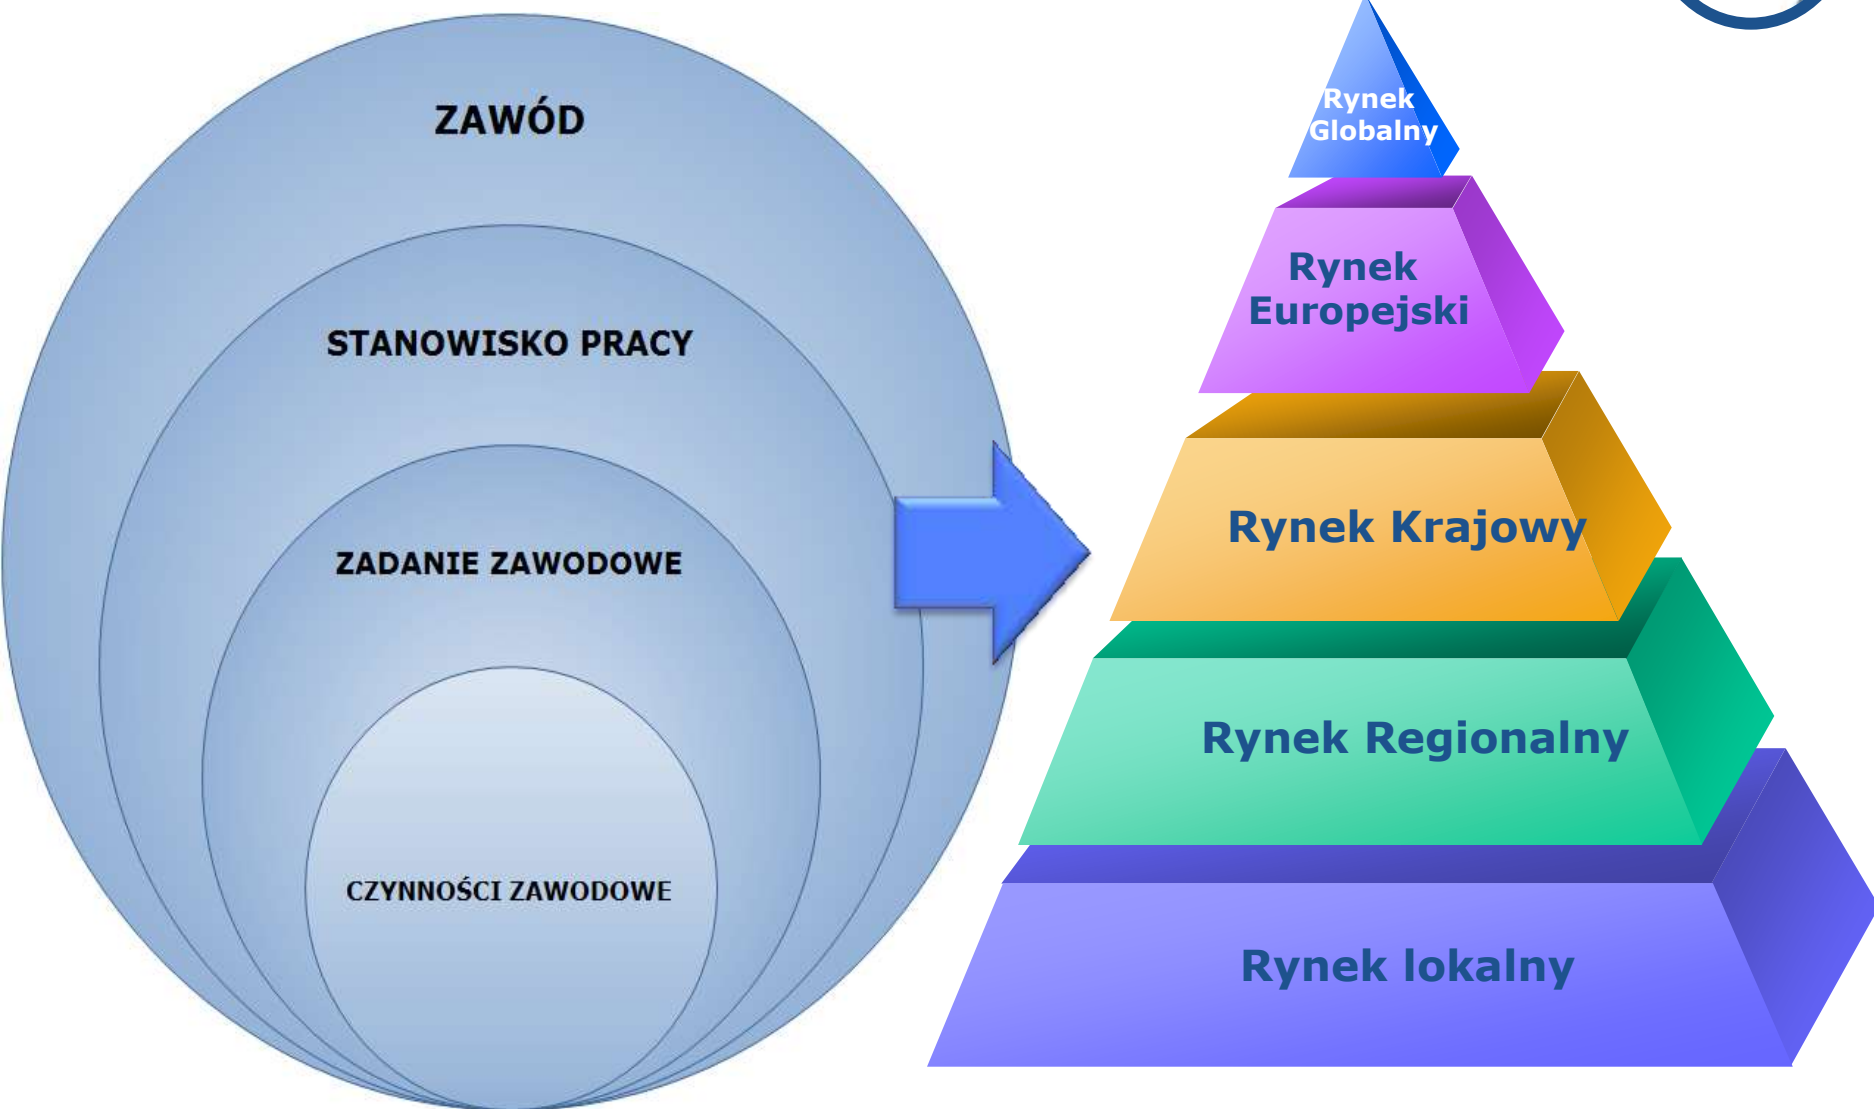 ZAWÓD
STANOWISKO PRACY
ZADANIE ZAWODOWE
CZYNNOŚCI ZAWODOWE
Rynek
Globalny
Rynek
Europejski
Rynek Krajowy
Rynek Regionalny
Rynek lokalny